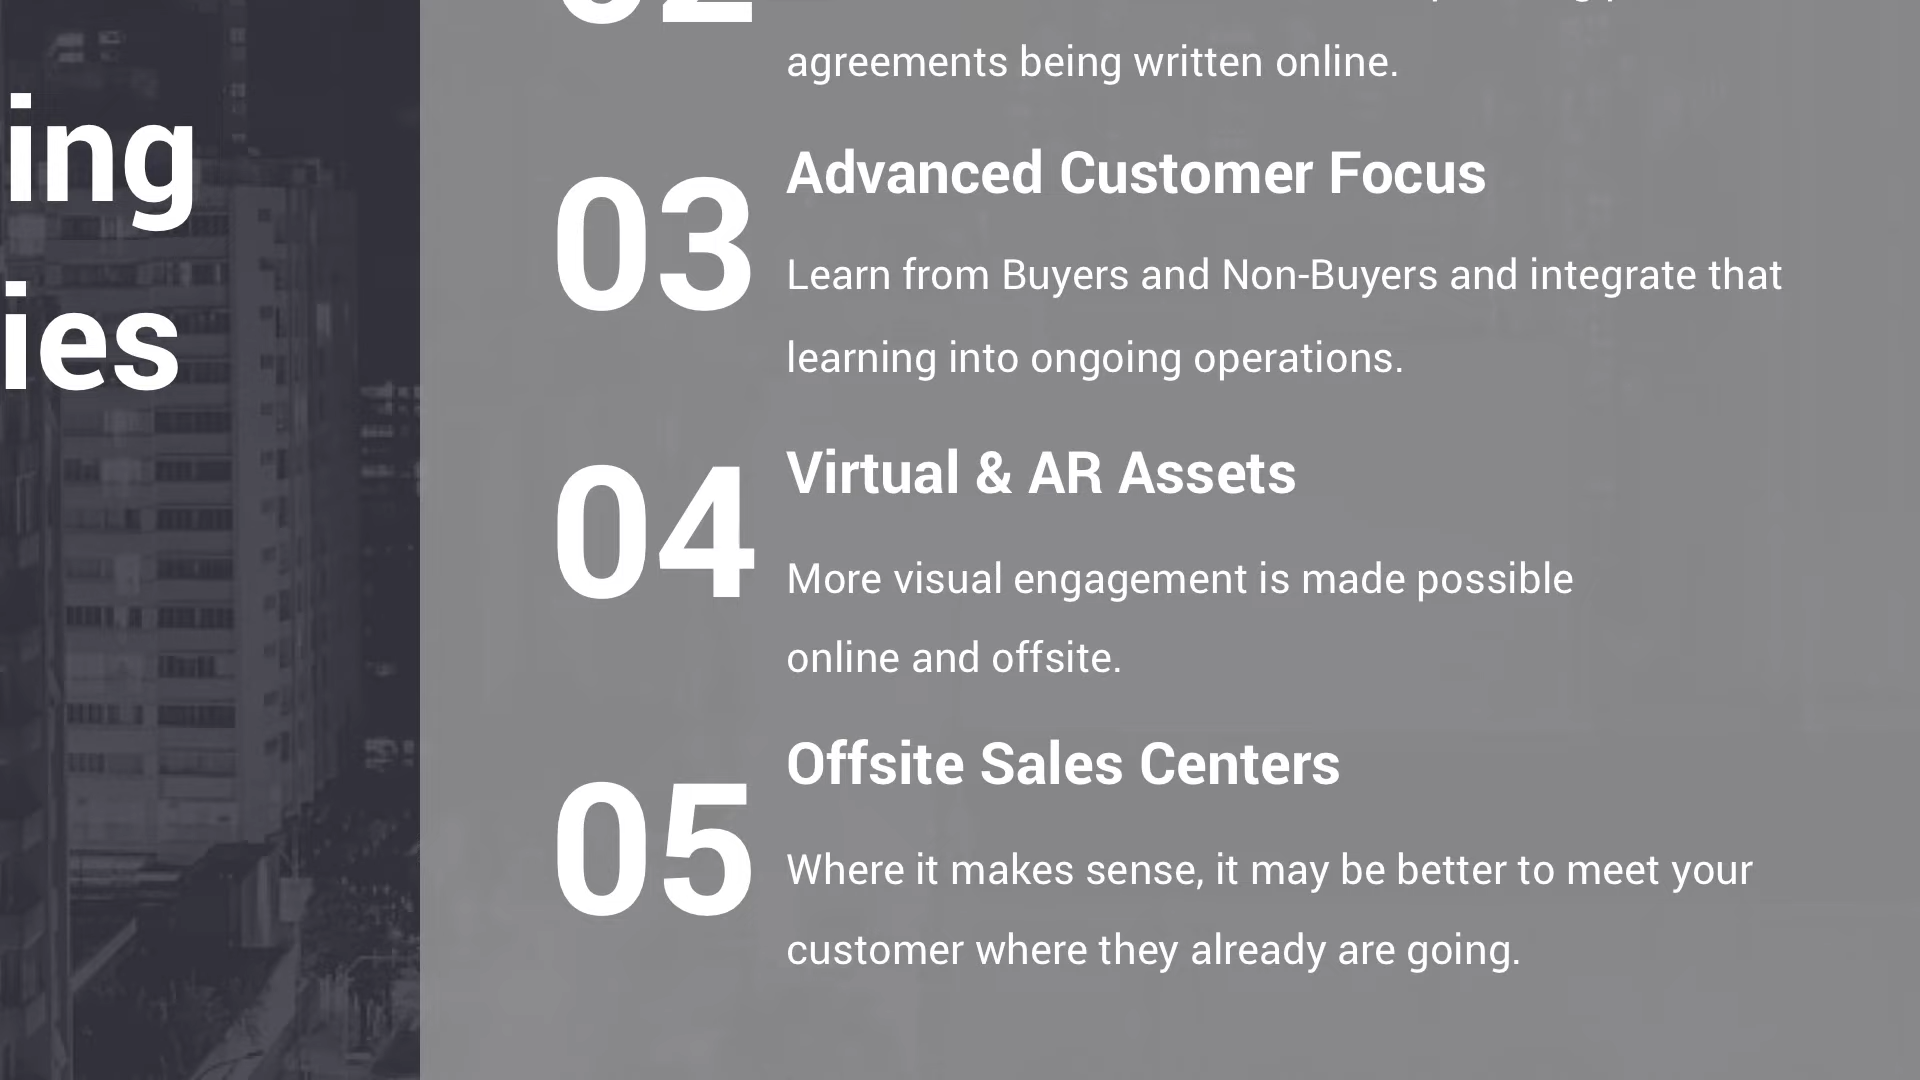 ing
ies
02
agreements being written online.
03
Advanced Customer Focus
Learn from Buyers and Non-Buyers and integrate that
learning into ongoing operations.
04
Virtual & AR Assets
More visual engagement is made possible
online and offsite.
05
Offsite Sales Centers
Where it makes sense, it may be better to meet your
customer where they already are going.